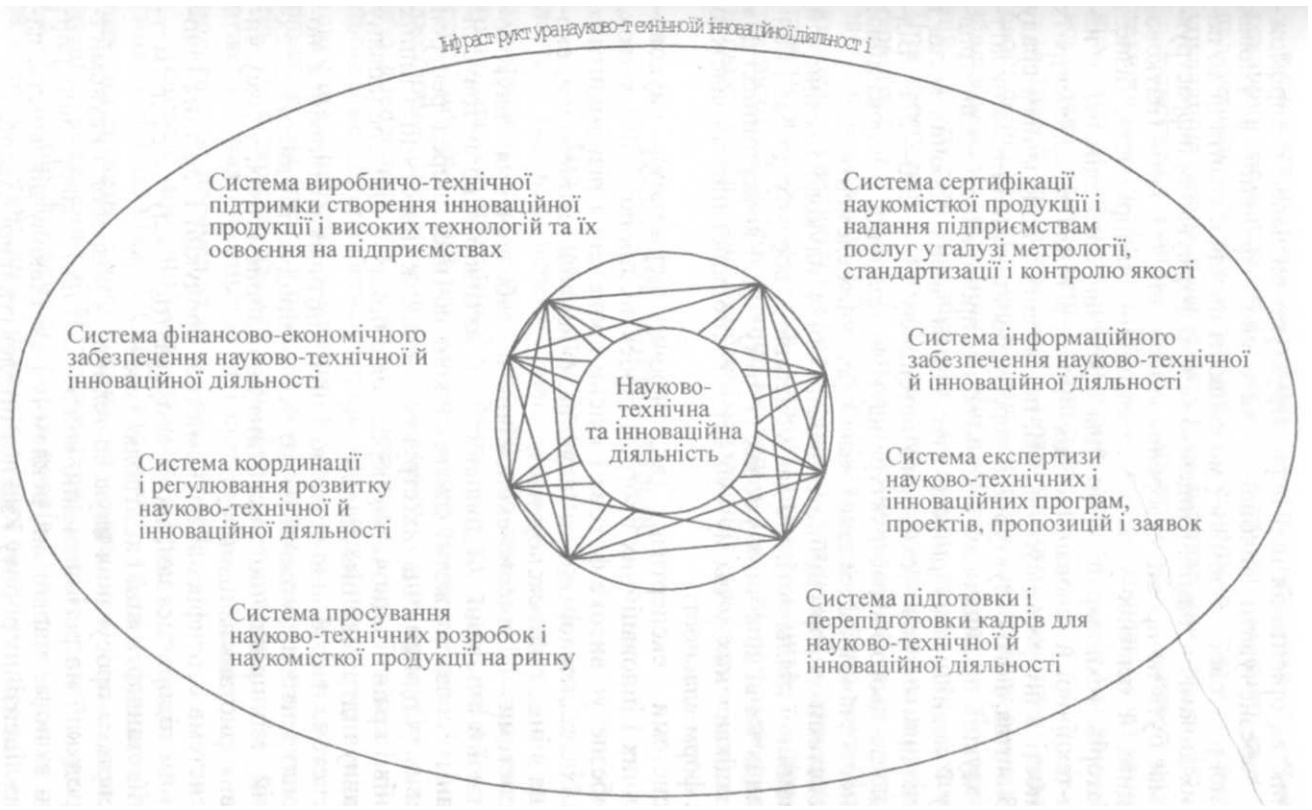 Інфраструктура науково-технічної й інноваційної діяльності
Система виробничо-технічної
підтримки створення інноваційної
продукції і високих технологій та їх
освоєння на підприємствах
Система сертифікації
наукомісткої продукції і
надання підприємствам
послуг у галузі метрології,
стандартизації і контролю якості
Система фінансово-економічного
забезпечення науково-технічної й
інноваційної діяльності
Система інформаційного
забезпечення науково-технічної
й інноваційної діяльності
Науково-
технічна
та інноваційна
діяльність
Система координації
і регулювання розвитку
науково-технічної й
інноваційної діяльності
Система експертизи
науково-технічних і
інноваційних програм,
проектів, пропозицій і заявок
Система просування
науково-технічних розробок і
наукомісткої продукції на ринку
Система підготовки і
перепідготовки кадрів для
науково-технічної й
інноваційної діяльності